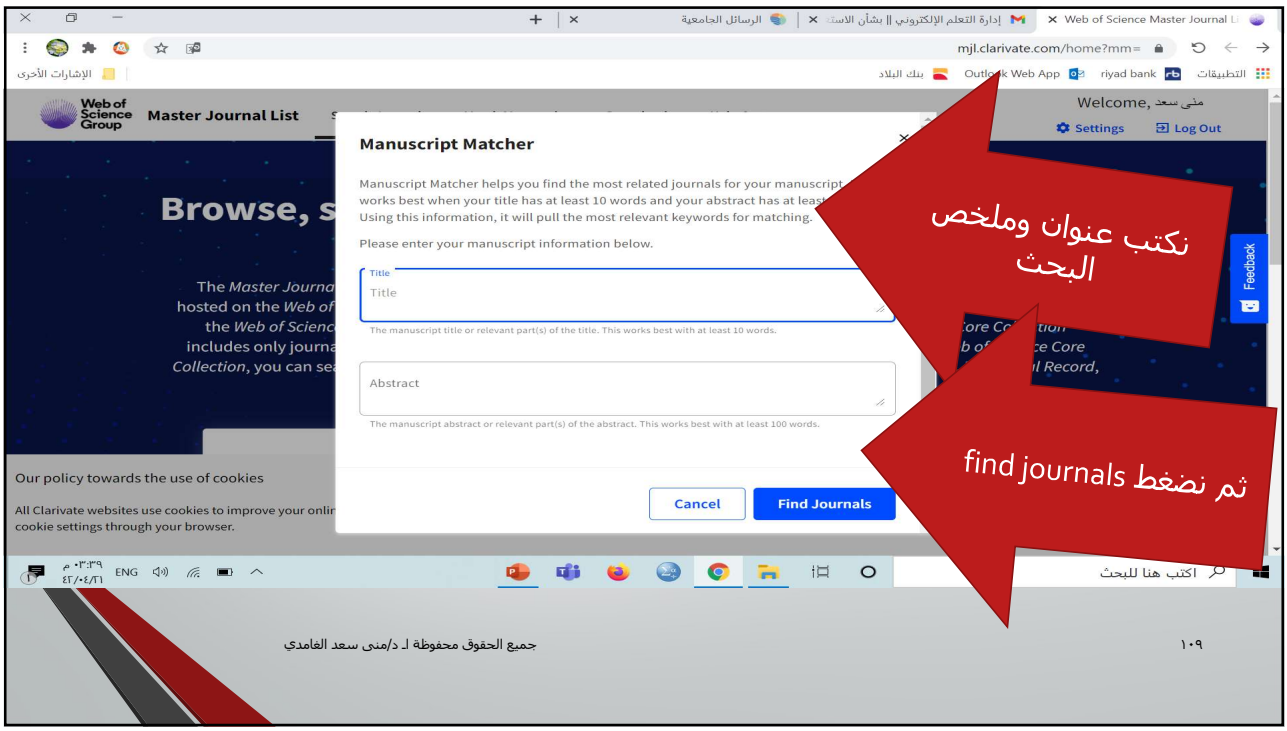 Web of Science Master Journal Li
إدارة التعلم الإلكتروني || بشأن الاست
الرسائل الجامعية
mjl.clarivate.com/home?mm=
التطبيقات
riyad bank
Outlook Web App
بنك البلاد
الإشارات الأخرى
Web of
Science
Group
Master Journal List
Welcome, منى سعد
Settings
Log Out
Browse, s
The Master Journa
hosted on the Web of
the Web of Scienc
includes only journa
Collection, you can sea
Manuscript Matcher
Manuscript Matcher helps you find the most related journals for your manuscript.
works best when your title has at least 10 words and your abstract has at least
Using this information, it will pull the most relevant keywords for matching.
Please enter your manuscript information below.
Title
Title
The manuscript title or relevant part(s) of the title. This works best with at least 10 words.
Abstract
The manuscript abstract or relevant part(s) of the abstract. This works best with at least 100 words.
Cancel
Find Journals
نكتب عنوان وملخص
البحث
ثم نضغط find journals
Feedback
Core
Core
Record,
Our policy towards the use of cookies
All Clarivate websites use cookies to improve your onlin
cookie settings through your browser.
٠٣:٣٩ م
ENG
٤٢/٠٤/٢١
اكتب هنا للبحث
جميع الحقوق محفوظة لـ د/منى سعد الغامدي
١٠٩